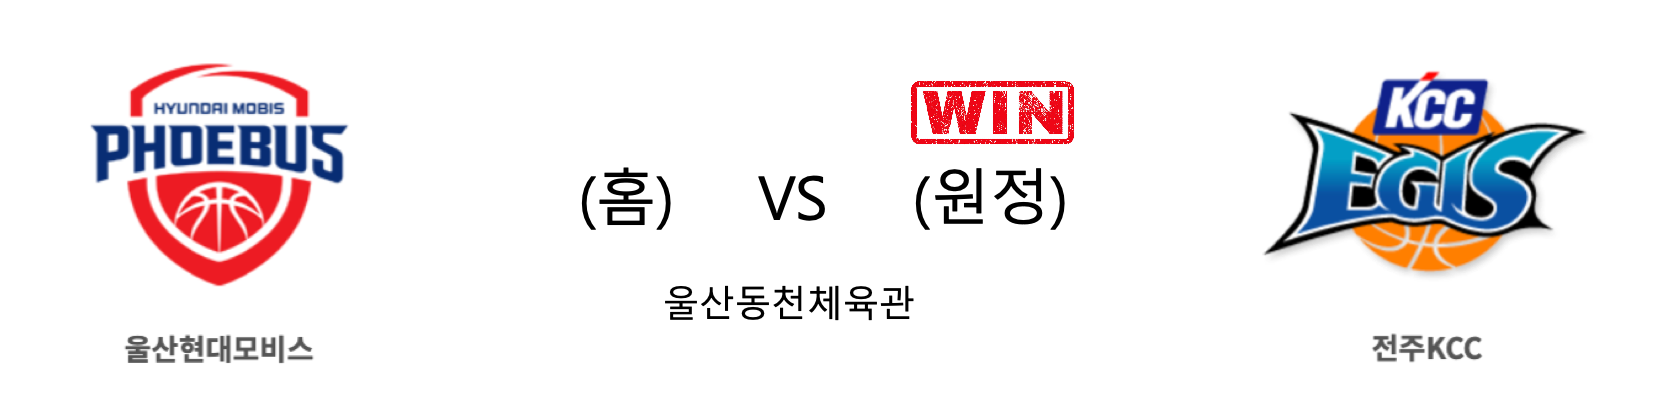 HYUNDAI MOBIS
PHOEBUS
울산현대모비스
(홈) VS (원정)
WIN
울산동천체육관
KCC
EGIS
전주KCC